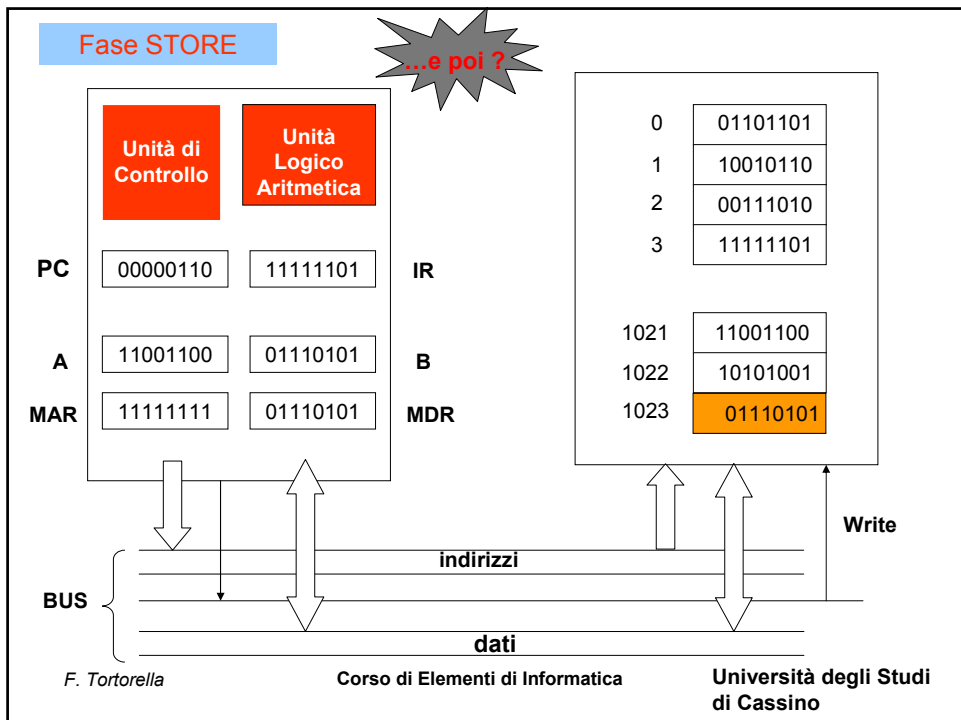 Fase STORE
...e poi ?
Unità di
Controllo
Unità
Logico
Aritmetica
PC 00000110 11111101 IR
A 11001100 01110101 B
MAR 11111111 01110101 MDR
0 01101101
1 10010110
2 00111010
3 11111101
1021 11001100
1022 10101001
1023 01110101
Write
indirizzi
BUS
dati
F. Tortorella
Corso di Elementi di Informatica
Università degli Studi
di Cassino